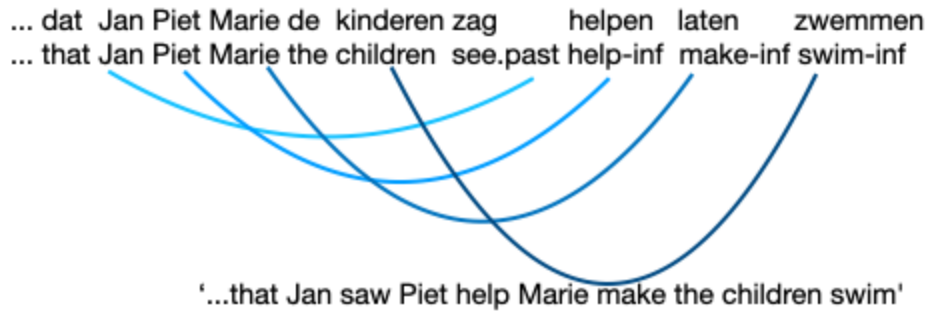 ... dat Jan Piet Marie de kinderen zag helpen laten zwemmen
... that Jan Piet Marie the children see.past help-inf make-inf swim-inf
‘...that Jan saw Piet help Marie make the children swim'